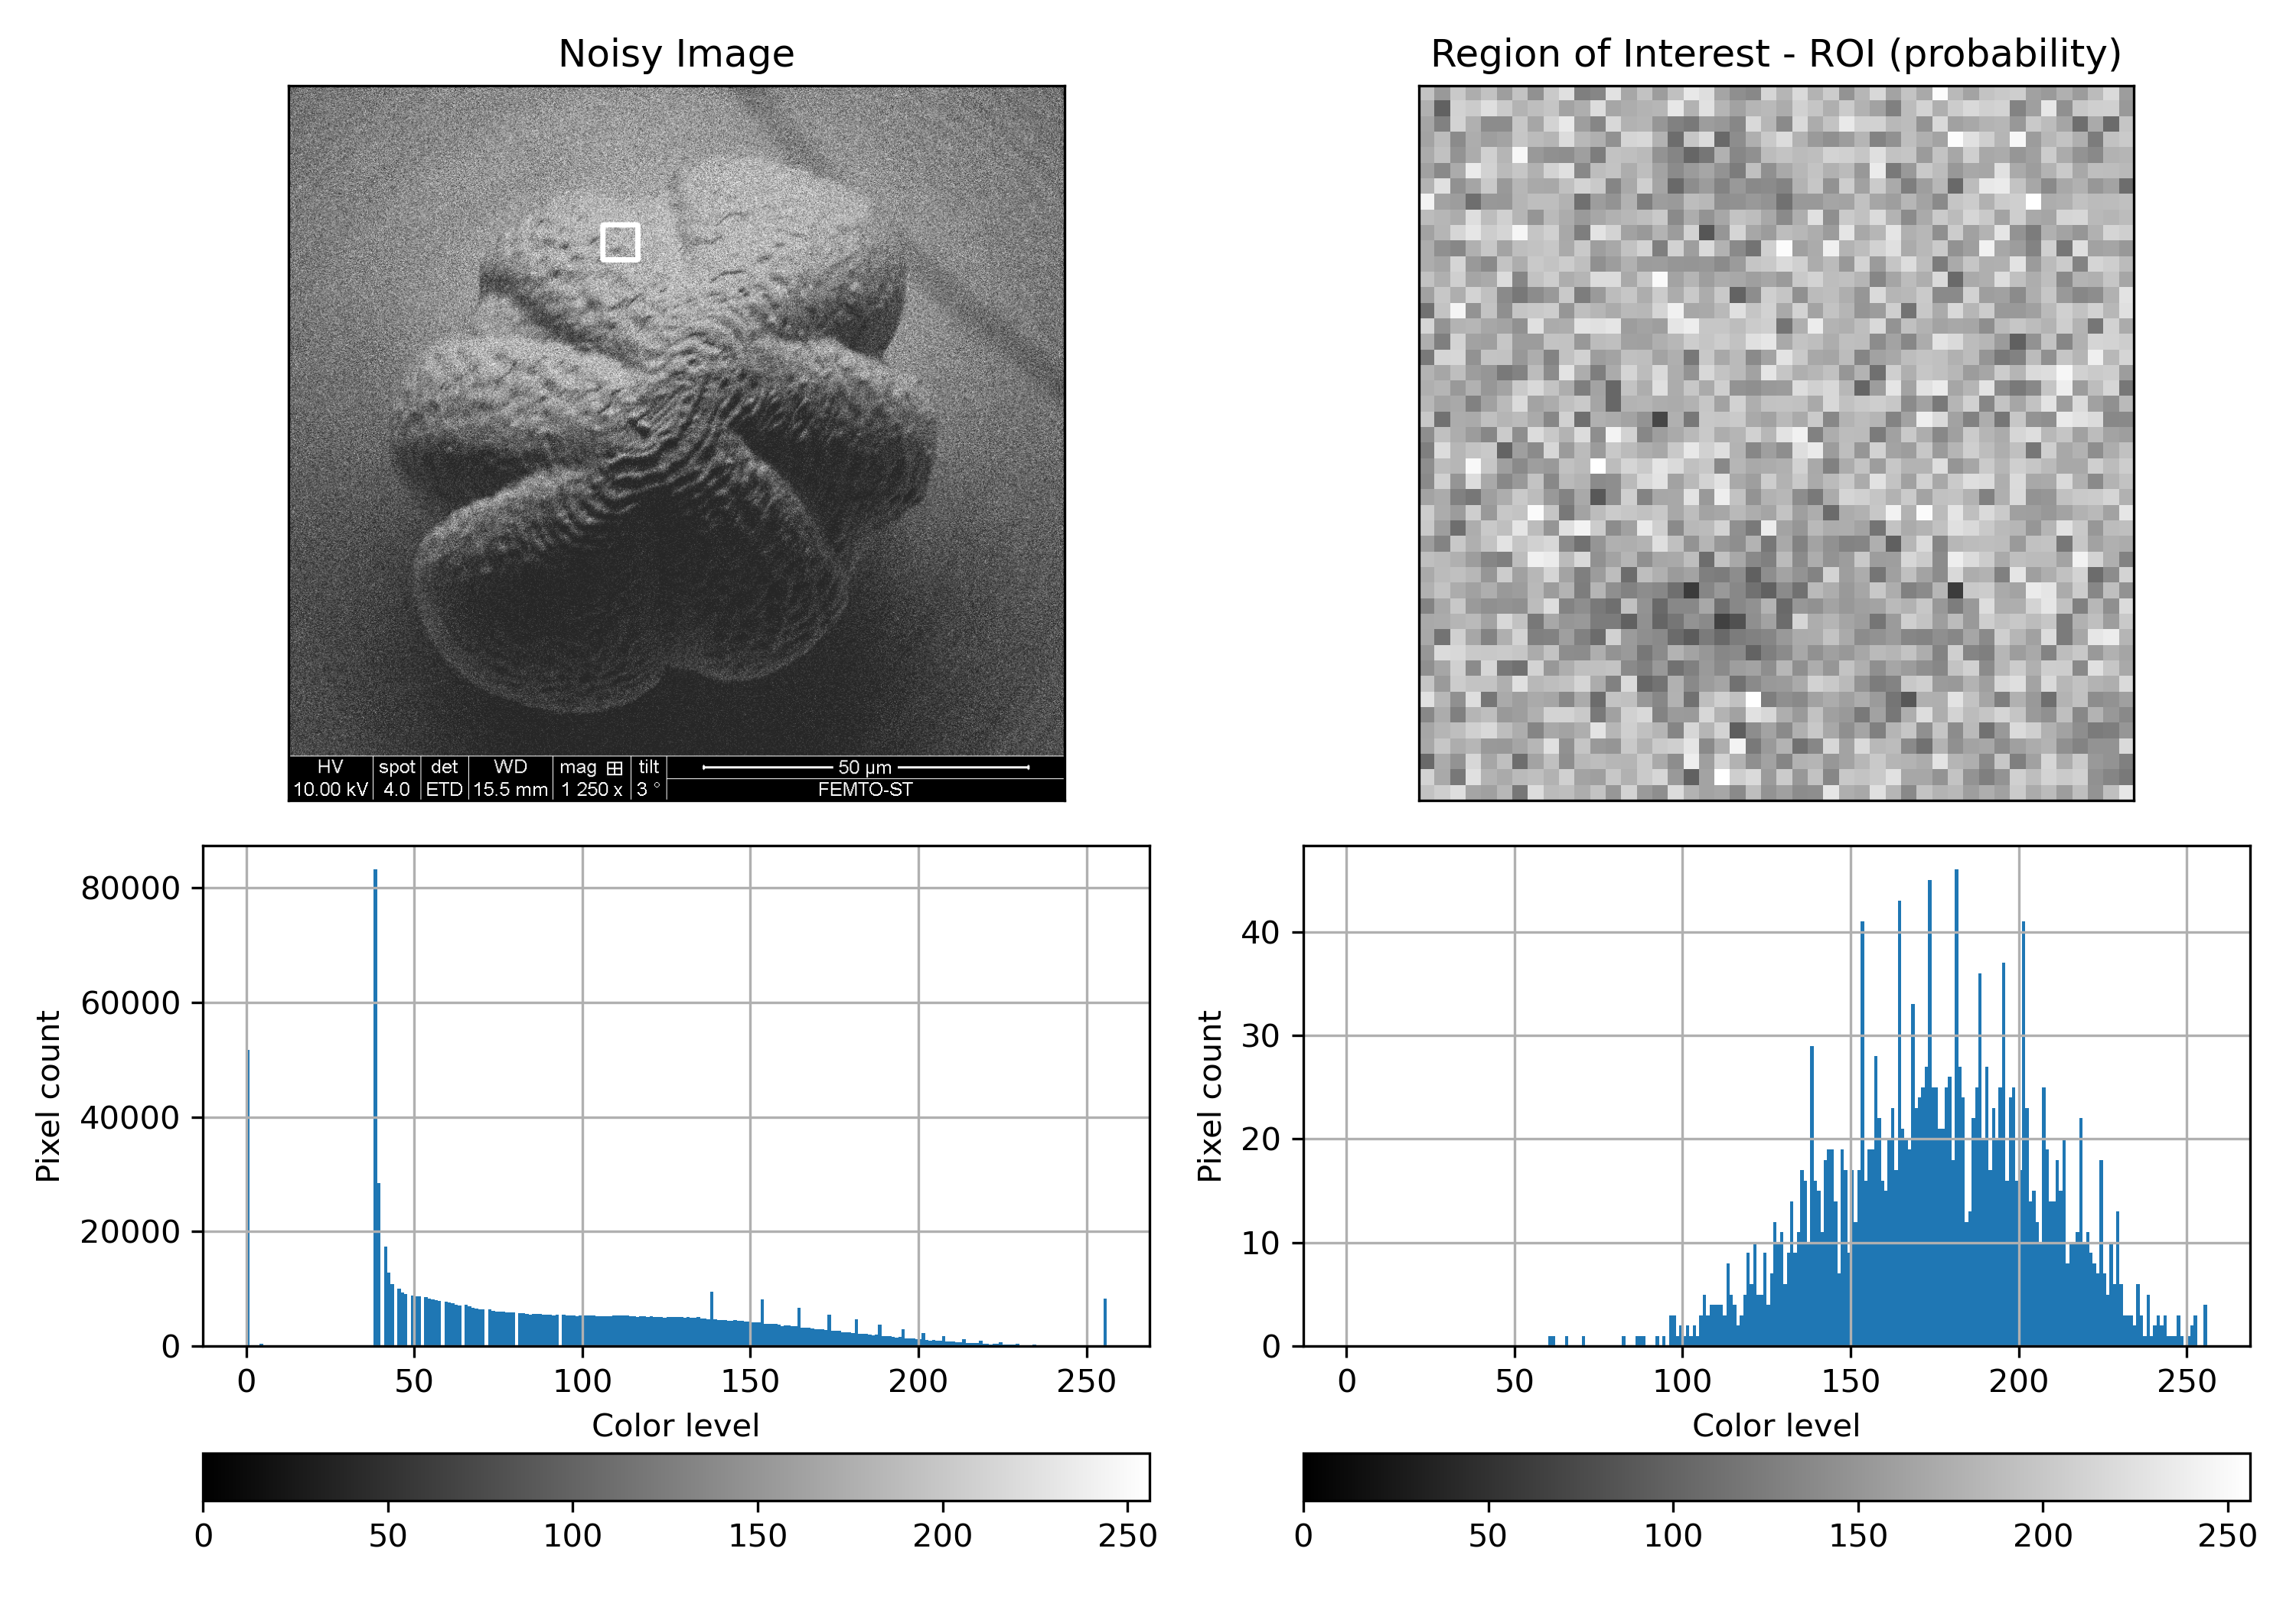 Noisy Image
Region of Interest - ROI (probability)
HV spot det WD mag ⊞ tilt 50 µm
10.00 kV 4.0 ETD 15.5 mm 1 250 x 3 ° FEMTO-ST
Pixel count
80000
60000
40000
20000
0
0 50 100 150 200 250
Color level
0 50 100 150 200 250
Pixel count
40
30
20
10
0
0 50 100 150 200 250
Color level
0 50 100 150 200 250